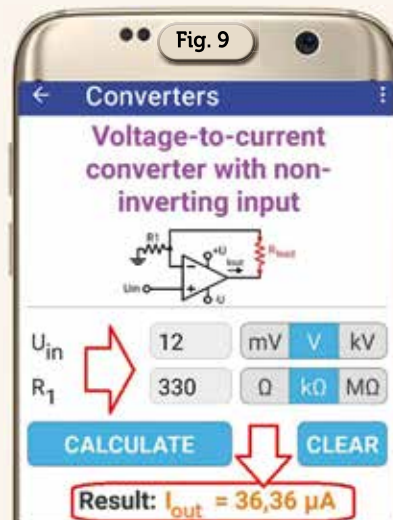 Fig. 9
← Converters
Voltage-to-current
converter with non-
inverting input
R1
+U
Iout
Rload
Uin
-U
Uin 12 mV V kV
R1 330 Ω kΩ MΩ
CALCULATE CLEAR
Result: Iout = 36,36 µA